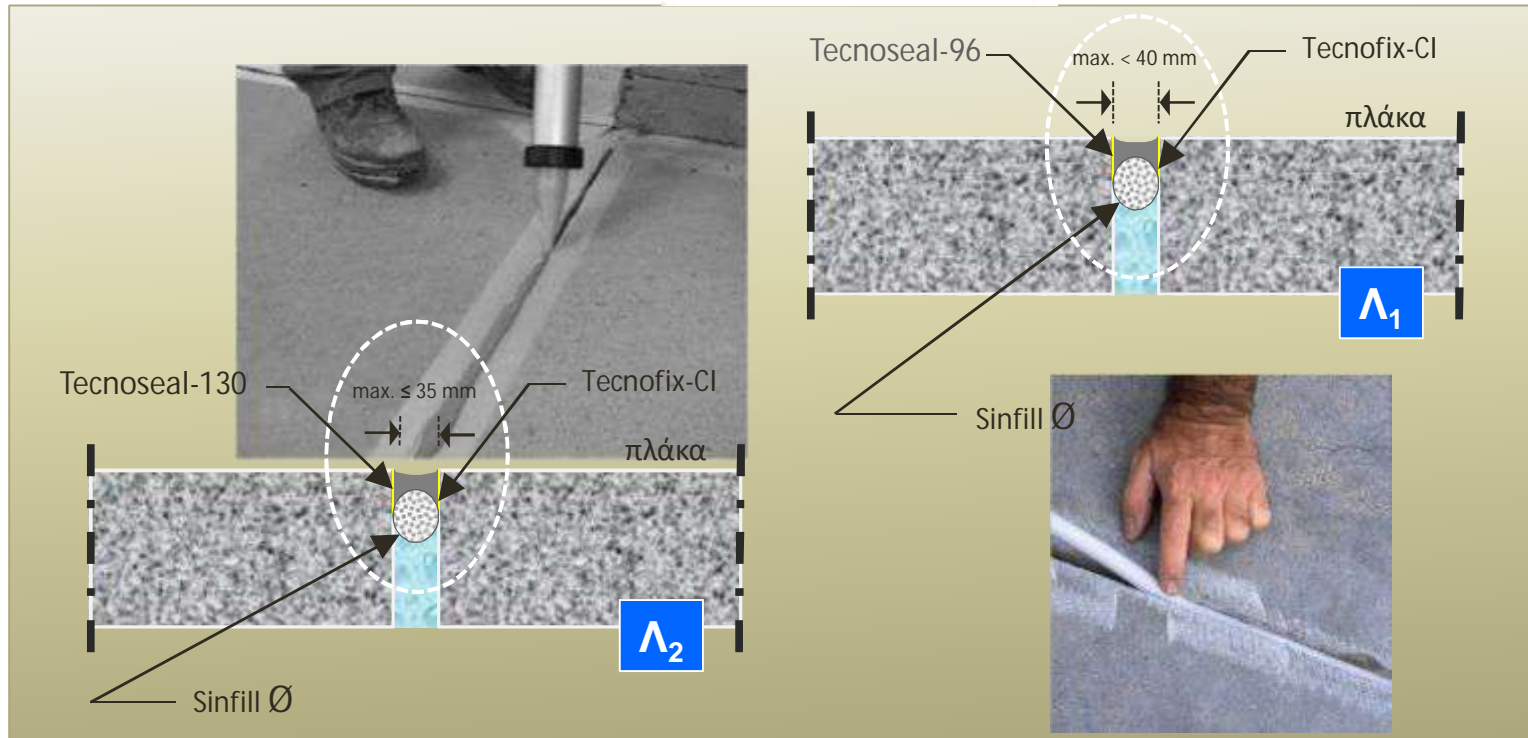 Tecnoseal-96
max. < 40 mm
Tecnofix-CI
πλάκα
Λ₁
Sinfill Ø
Tecnoseal-130
max. ≤ 35 mm
Tecnofix-CI
πλάκα
Λ₂
Sinfill Ø